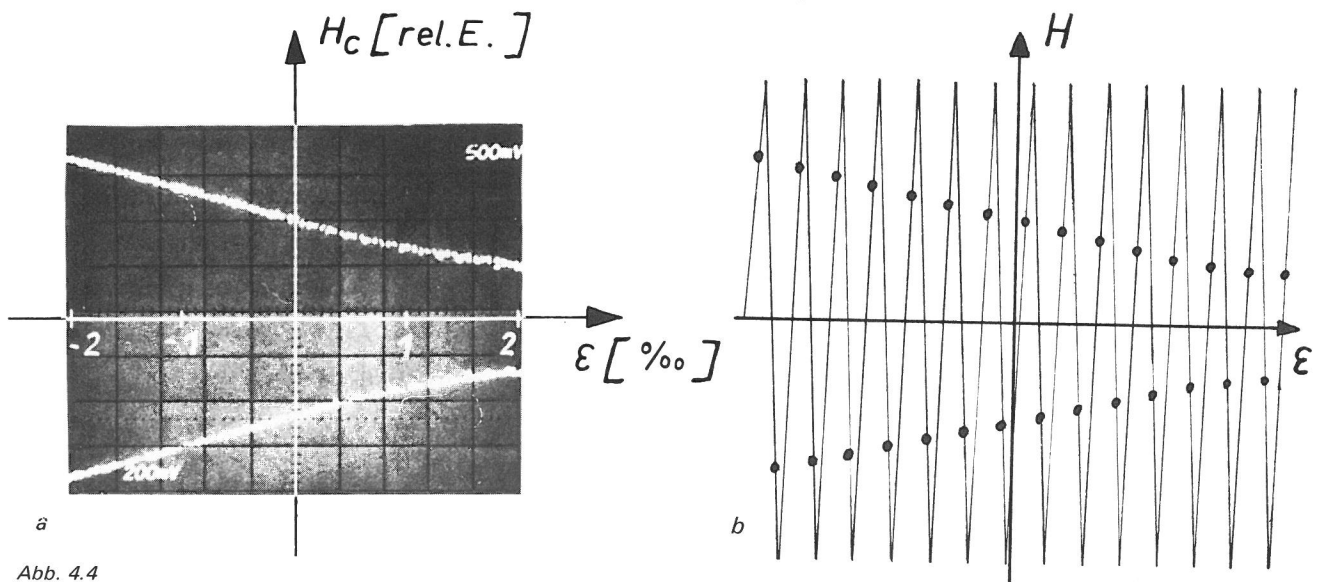 H_C [rel.E.]
500mV
-2 -1 1 2
ε [‰]
200mV
a
H
ε
b
Abb. 4.4